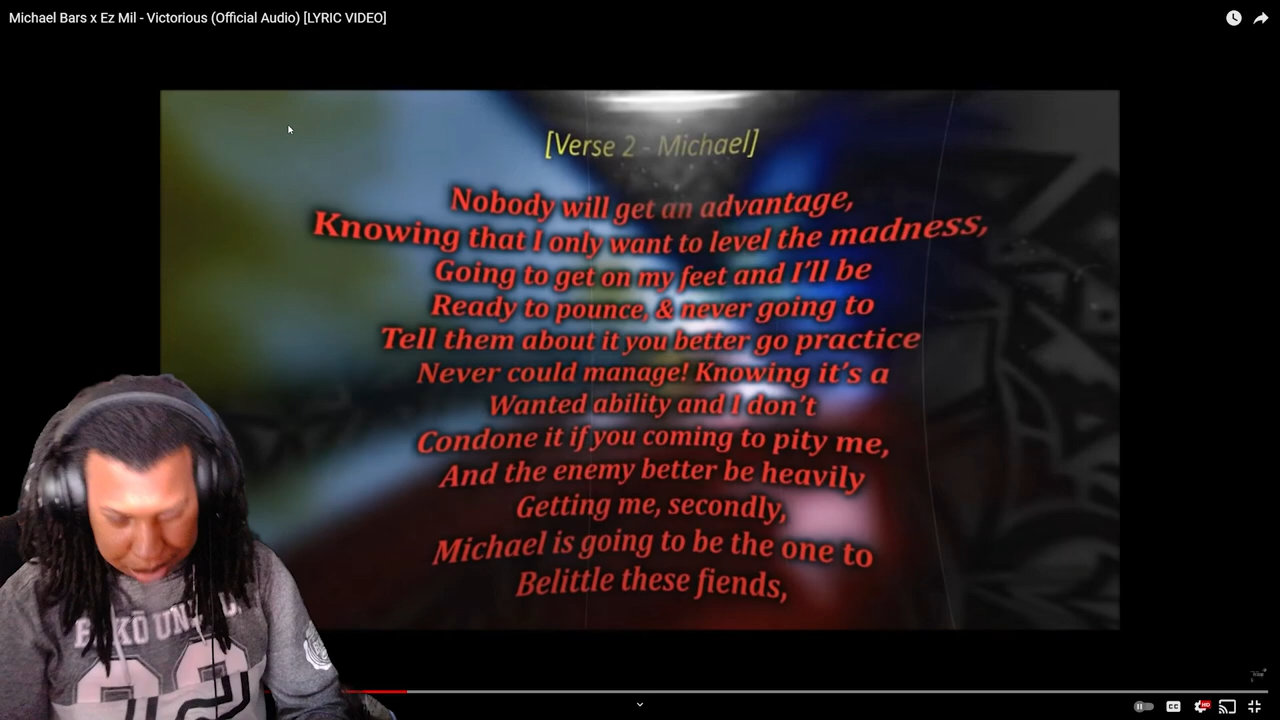 Michael Bars x Ez Mil - Victorious (Official Audio) [LYRIC VIDEO]
[Verse 2 - Michael]
Nobody will get an advantage,
Knowing that I only want to level the madness,
Going to get on my feet and I'll be
Ready to pounce, & never going to
Tell them about it you better go practice
Never could manage! Knowing it's a
Wanted ability and I don't
Condone it if you coming to pity me,
And the enemy better be heavily
Getting me, secondly,
Michael is going to be the one to
Belittle these fiends,
CC
HD